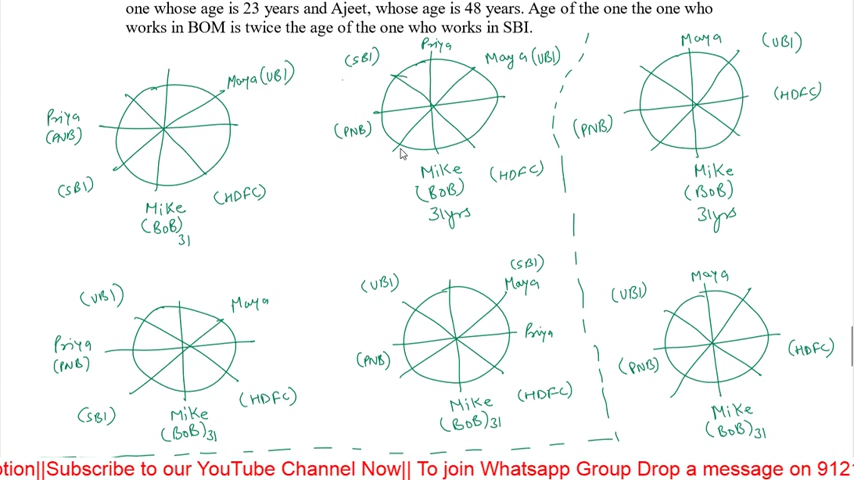 one whose age is 23 years and Ajeet, whose age is 48 years. Age of the one the one who
works in BOM is twice the age of the one who works in SBI.
Maya (UBI)
Priya
(PNB)
(SBI)
(HDFC)
Mike
(BOB)
31
(SBI)
Priya
Maya (UBI)
(PNB)
(HDFC)
Mike
(BOB)
31yrs
Maya
(UBI)
(HDFC)
(PNB)
Mike
(BOB)
31yrs
(UBI)
Maya
Priya
(PNB)
(SBI)
(HDFC)
Mike
(BOB) 31
(UBI)
(SBI)
Maya
Priya
(PNB)
(HDFC)
Mike
(BOB) 31
Maya
(UBI)
(HDFC)
(PNB)
Mike
(BOB) 31
otion||Subscribe to our YouTube Channel Now|| To join Whatsapp Group Drop a message on 912